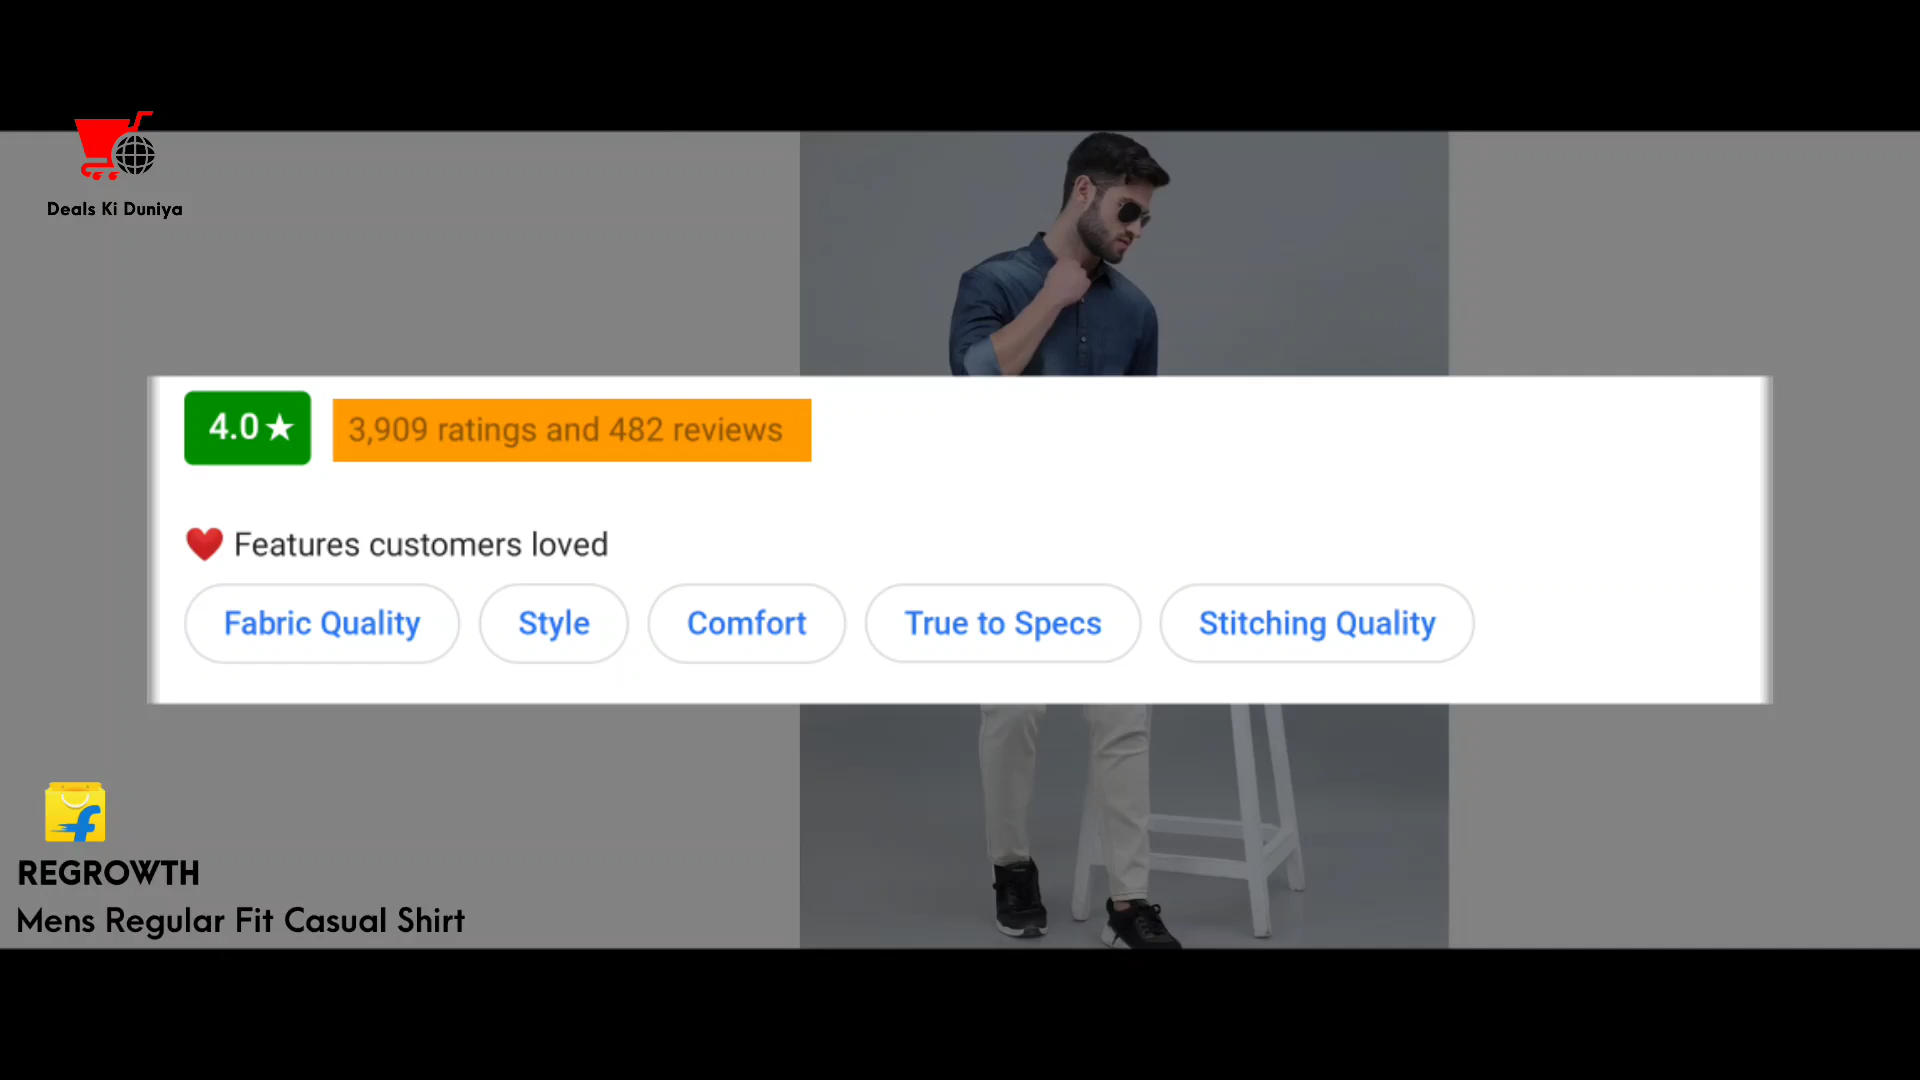 Deals Ki Duniya
4.0★ 3,909 ratings and 482 reviews
❤️ Features customers loved
Fabric Quality Style Comfort True to Specs Stitching Quality
f
REGROWTH
Mens Regular Fit Casual Shirt